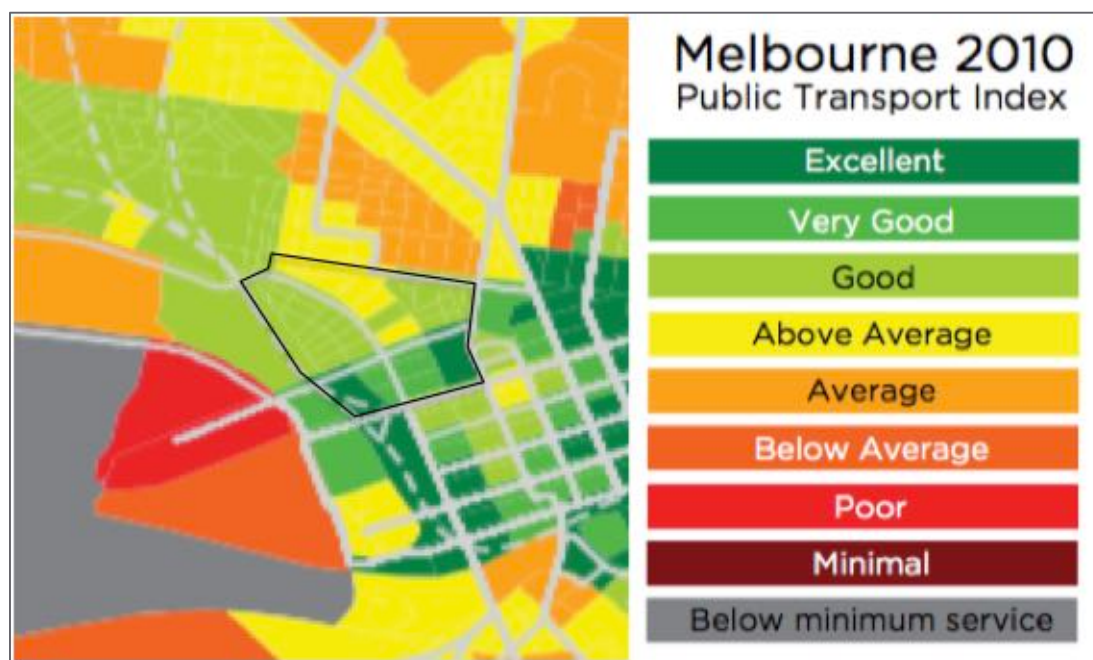 Melbourne 2010
Public Transport Index
Excellent
Very Good
Good
Above Average
Average
Below Average
Poor
Minimal
Below minimum service